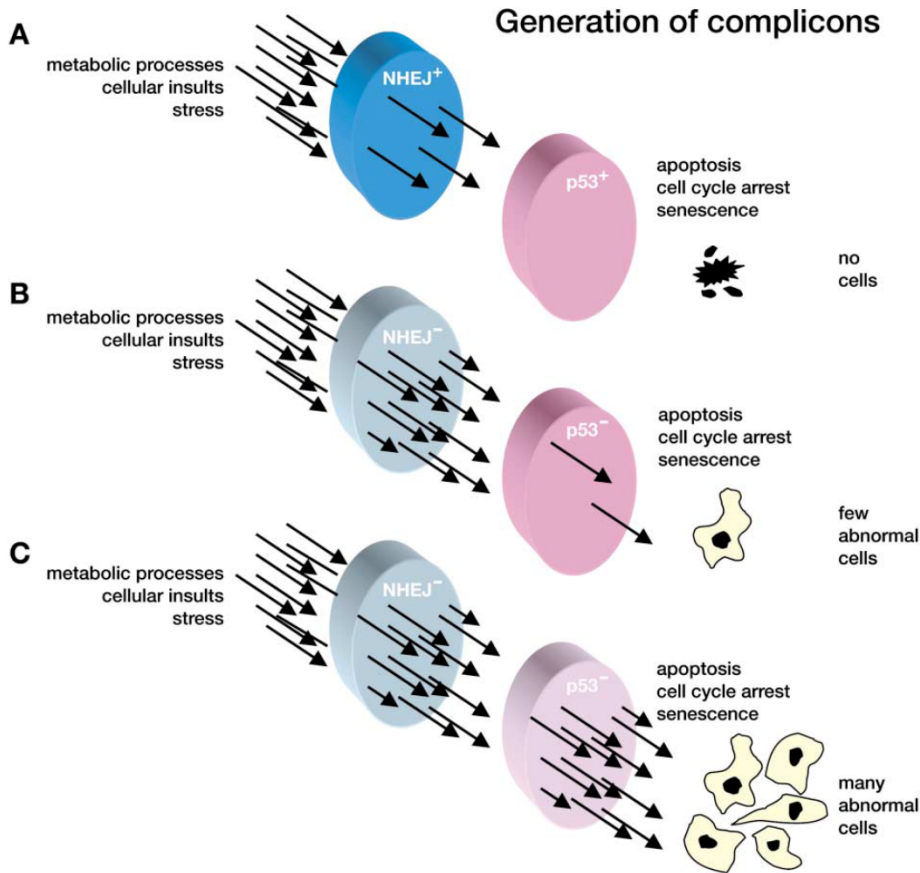 Generation of complicons
A
metabolic processes
cellular insults
stress
NHEJ⁺
p53⁺
apoptosis
cell cycle arrest
senescence
no
cells
B
metabolic processes
cellular insults
stress
NHEJ⁻
p53⁻
apoptosis
cell cycle arrest
senescence
few
abnormal
cells
C
metabolic processes
cellular insults
stress
NHEJ⁻
p53⁻
apoptosis
cell cycle arrest
senescence
many
abnormal
cells